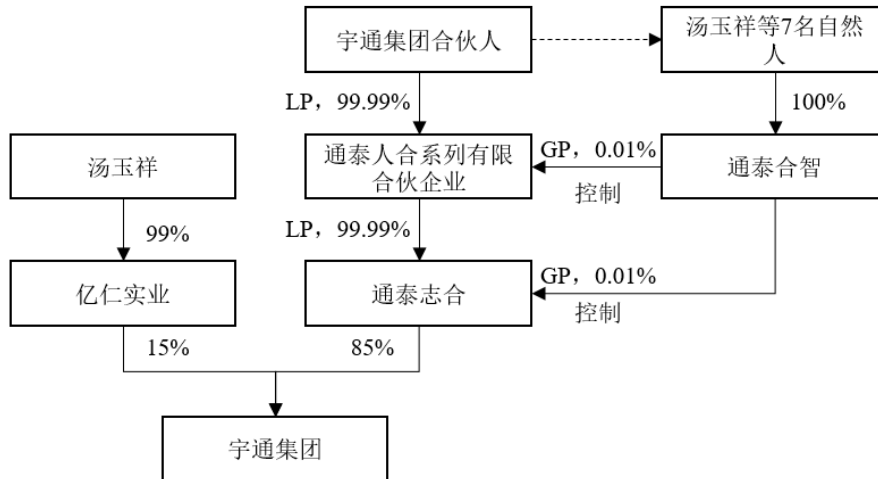 宇通集团合伙人
汤玉祥等7名自然
人
LP，99.99%
100%
汤玉祥
通泰人合系列有限
合伙企业
GP，0.01%
控制
通泰合智
99%
LP，99.99%
亿仁实业
通泰志合
GP，0.01%
控制
15%
85%
宇通集团